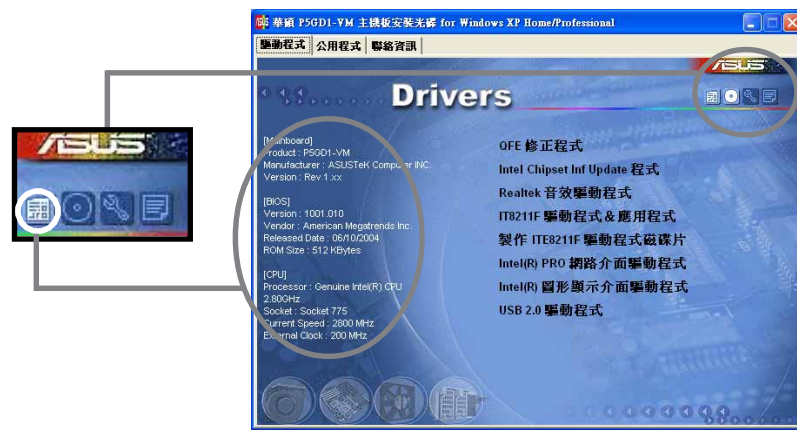 華碩 P5GD1-VM 主機板安裝光碟 for Windows XP Home/Professional
驅動程式 公用程式 聯絡資訊
ASUS
Drivers
ASUS
[Mainboard]
Product : P5GD1-VM
Manufacturer : ASUSTeK Computer INC.
Version : Rev 1.xx
[BIOS]
Version : 1001.010
Vendor : American Megatrends Inc.
Released Date : 06/10/2004
ROM Size : 512 KBytes
[CPU]
Processor : Genuine Intel(R) CPU
2.80GHz
Socket : Socket 775
Current Speed : 2800 MHz
External Clock : 200 MHz
QFE 修正程式
Intel Chipset Inf Update 程式
Realtek 音效驅動程式
IT8211F 驅動程式 & 應用程式
製作 ITE8211F 驅動程式磁碟片
Intel(R) PRO 網路介面驅動程式
Intel(R) 圖形顯示介面驅動程式
USB 2.0 驅動程式